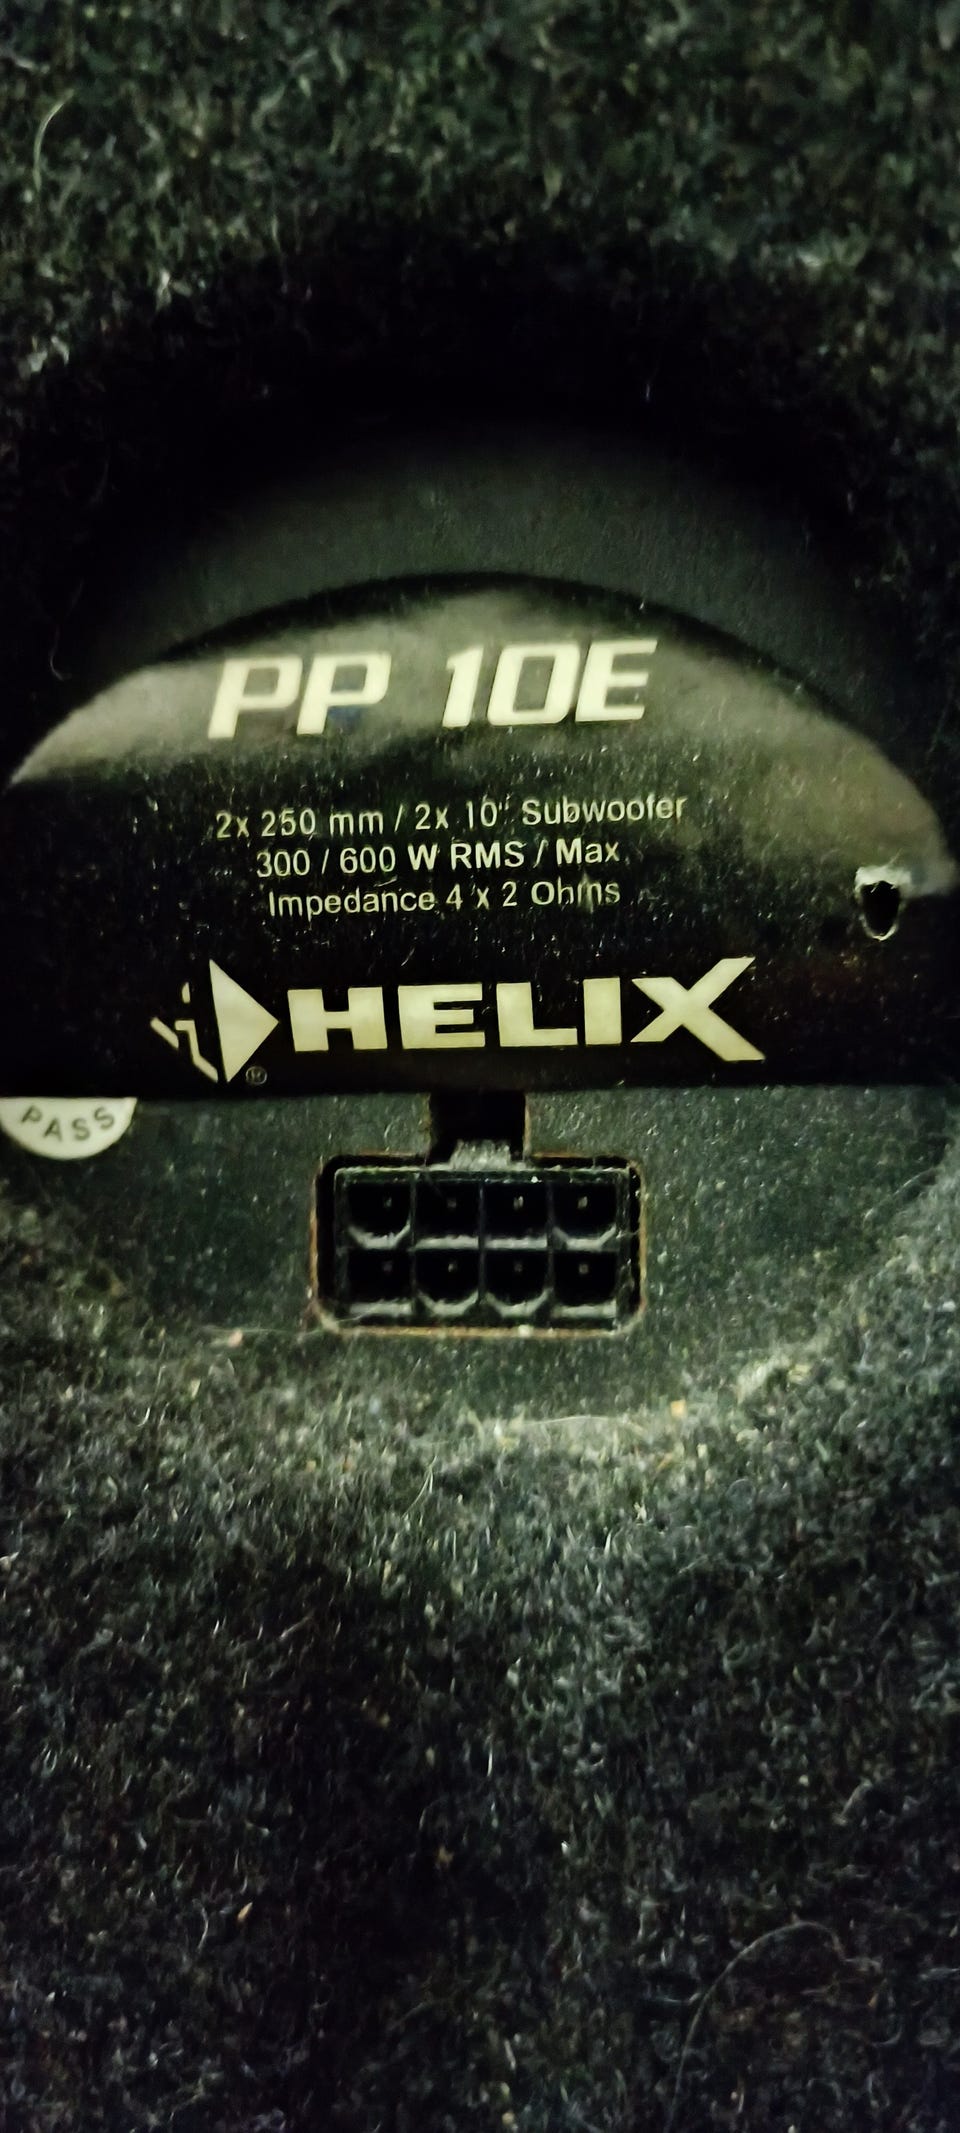 PP 10E
2x 250 mm / 2x 10" Subwoofer
300 / 600 W RMS / Max
Impedance 4 x 2 Ohms
HELIX
®
PASS